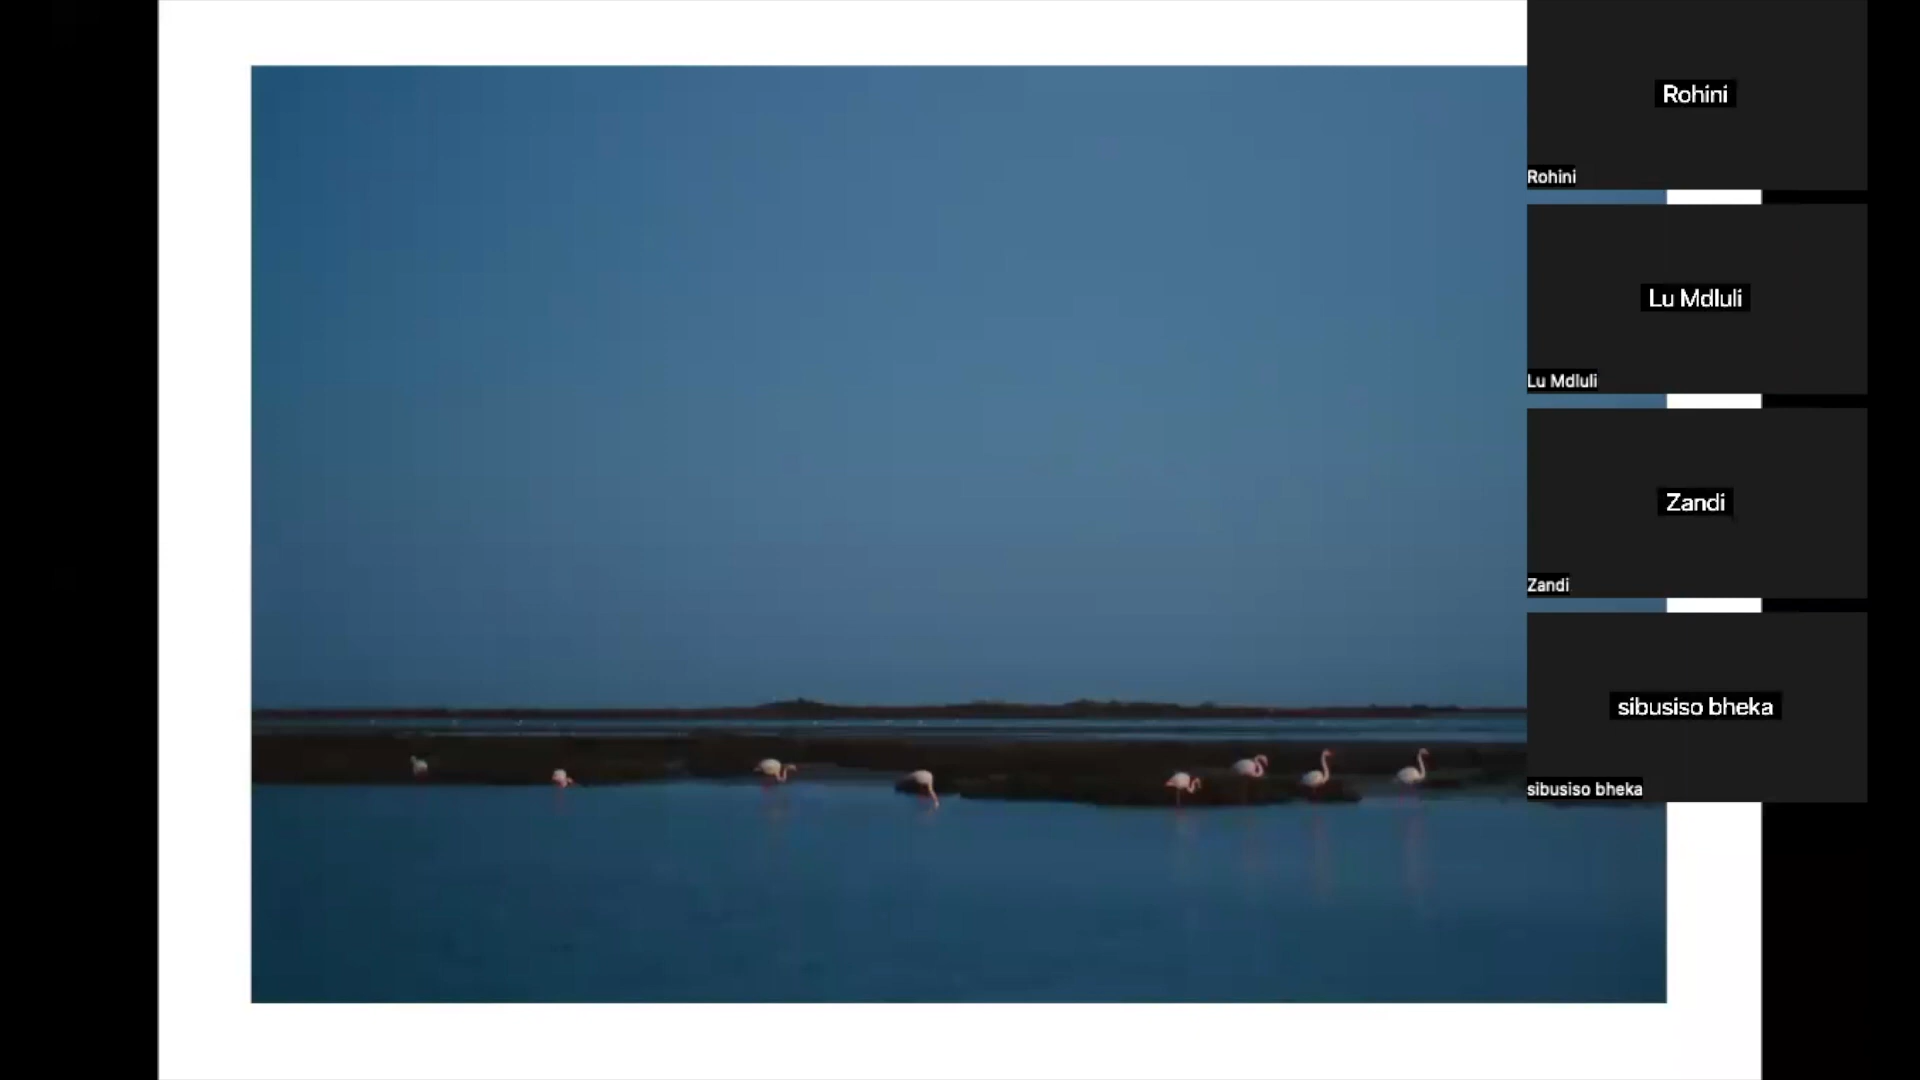 Rohini
Rohini
Lu Mdluli
Lu Mdluli
Zandi
Zandi
sibusiso bheka
sibusiso bheka